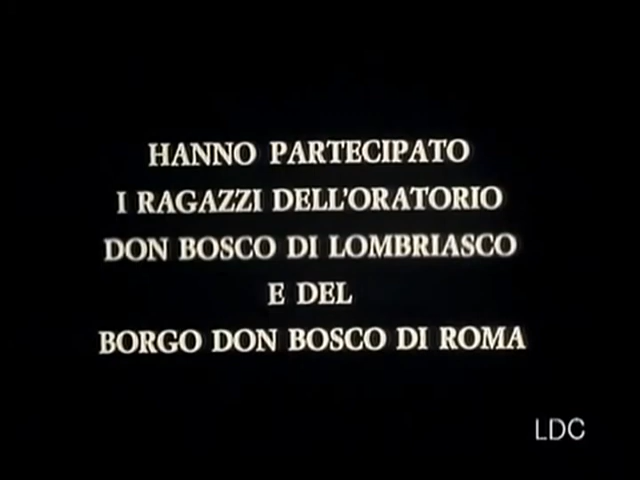 HANNO PARTECIPATO
I RAGAZZI DELL'ORATORIO
DON BOSCO DI LOMBRIASCO
E DEL
BORGO DON BOSCO DI ROMA
LDC